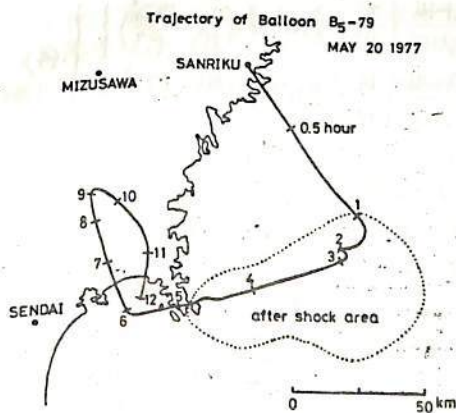 Trajectory of Balloon B5-79
MAY 20 1977
SANRIKU
MIZUSAWA
0.5 hour
1
2
3
4
5
6
7
8
9
10
11
12
SENDAI
after shock area
0 50 km